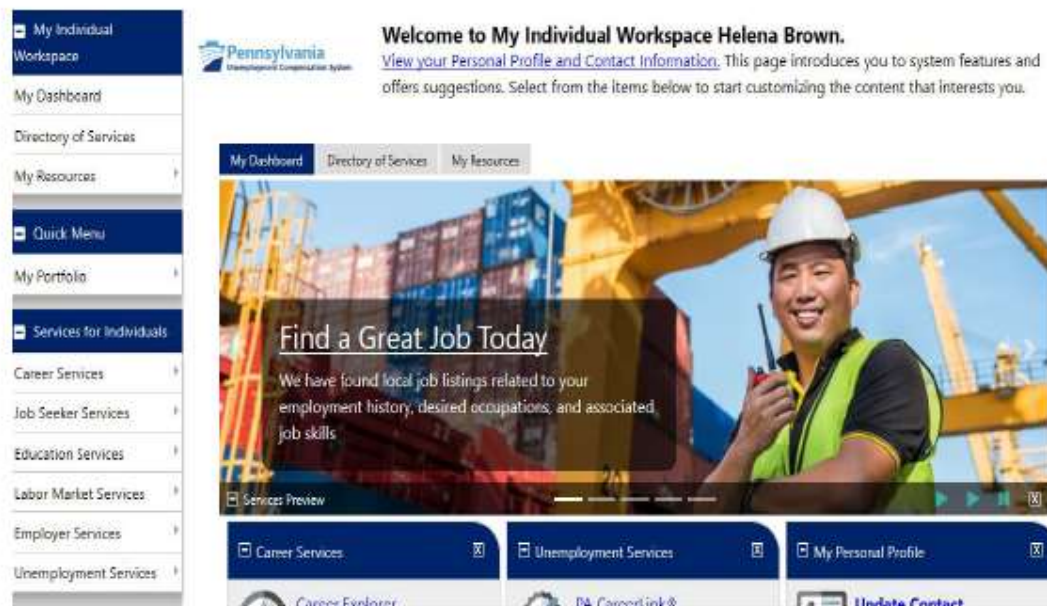 My Individual
Workspace
My Dashboard
Directory of Services
My Resources
Quick Menu
My Portfolio
Services for Individuals
Career Services
Job Seeker Services
Education Services
Labor Market Services
Employer Services
Unemployment Services
Pennsylvania
Unemployment Compensation System
Welcome to My Individual Workspace Helena Brown.
View your Personal Profile and Contact Information. This page introduces you to system features and
offers suggestions. Select from the items below to start customizing the content that interests you.
My Dashboard Directory of Services My Resources
Find a Great Job Today
We have found local job listings related to your
employment history, desired occupations, and associated
job skills
Services Preview
Career Services
Unemployment Services
My Personal Profile
Career Explorer
PA CareerLink®
Update Contact